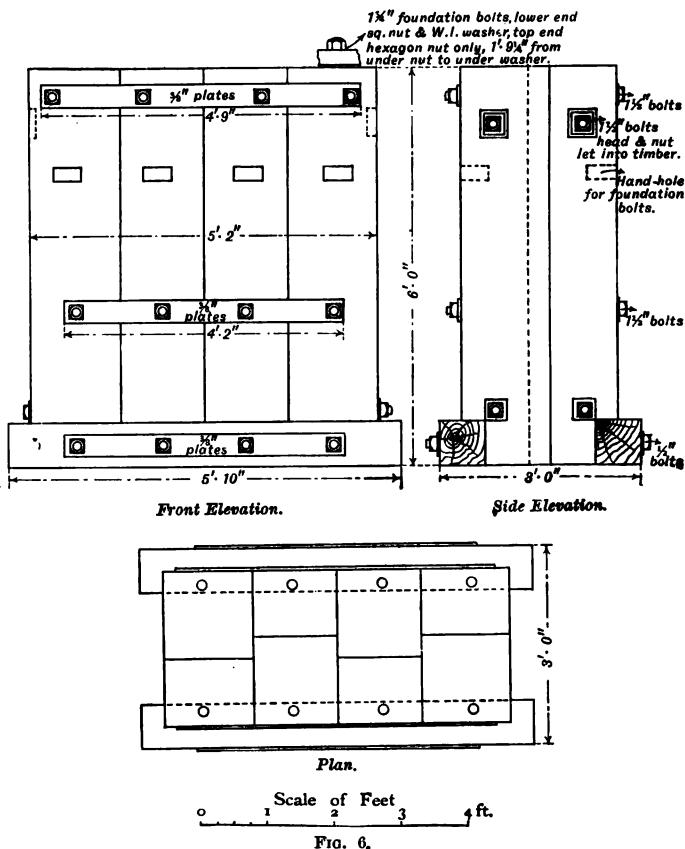 1¾" foundation bolts, lower end
sq. nut & W.I. washer, top end
hexagon nut only, 1'·9¼" from
under nut to under washer.
⅜" plates
4'·9"
1½" bolts
1½" bolts
head & nut
let into timber.
Hand-hole
for foundation
bolts.
5'·2"
6'·0"
⅜"
plates
4'·2"
1½" bolts
⅜"
plates
½"
bolts
5'·10"
3'·0"
Front Elevation.
Side Elevation.
3'·0"
Plan.
Scale of Feet
0 1 2 3 4 ft.
FIG. 6.